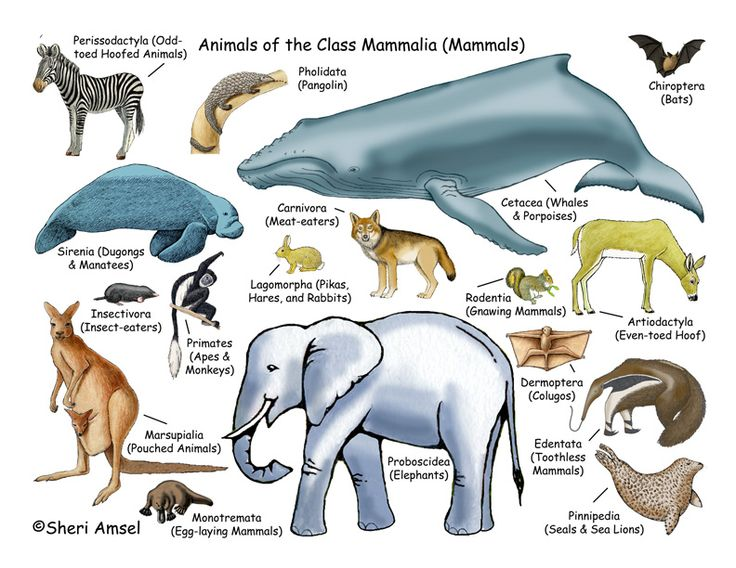 Animals of the Class Mammalia (Mammals)
Perissodactyla (Odd-
toed Hoofed Animals)
Pholidata
(Pangolin)
Chiroptera
(Bats)
Cetacea (Whales
& Porpoises)
Sirenia (Dugongs
& Manatees)
Carnivora
(Meat-eaters)
Lagomorpha (Pikas,
Hares, and Rabbits)
Rodentia
(Gnawing Mammals)
Artiodactyla
(Even-toed Hoof)
Insectivora
(Insect-eaters)
Primates
(Apes &
Monkeys)
Dermoptera
(Colugos)
Marsupialia
(Pouched Animals)
Proboscidea
(Elephants)
Edentata
(Toothless
Mammals)
Monotremata
(Egg-laying Mammals)
Pinnipedia
(Seals & Sea Lions)
©Sheri Amsel